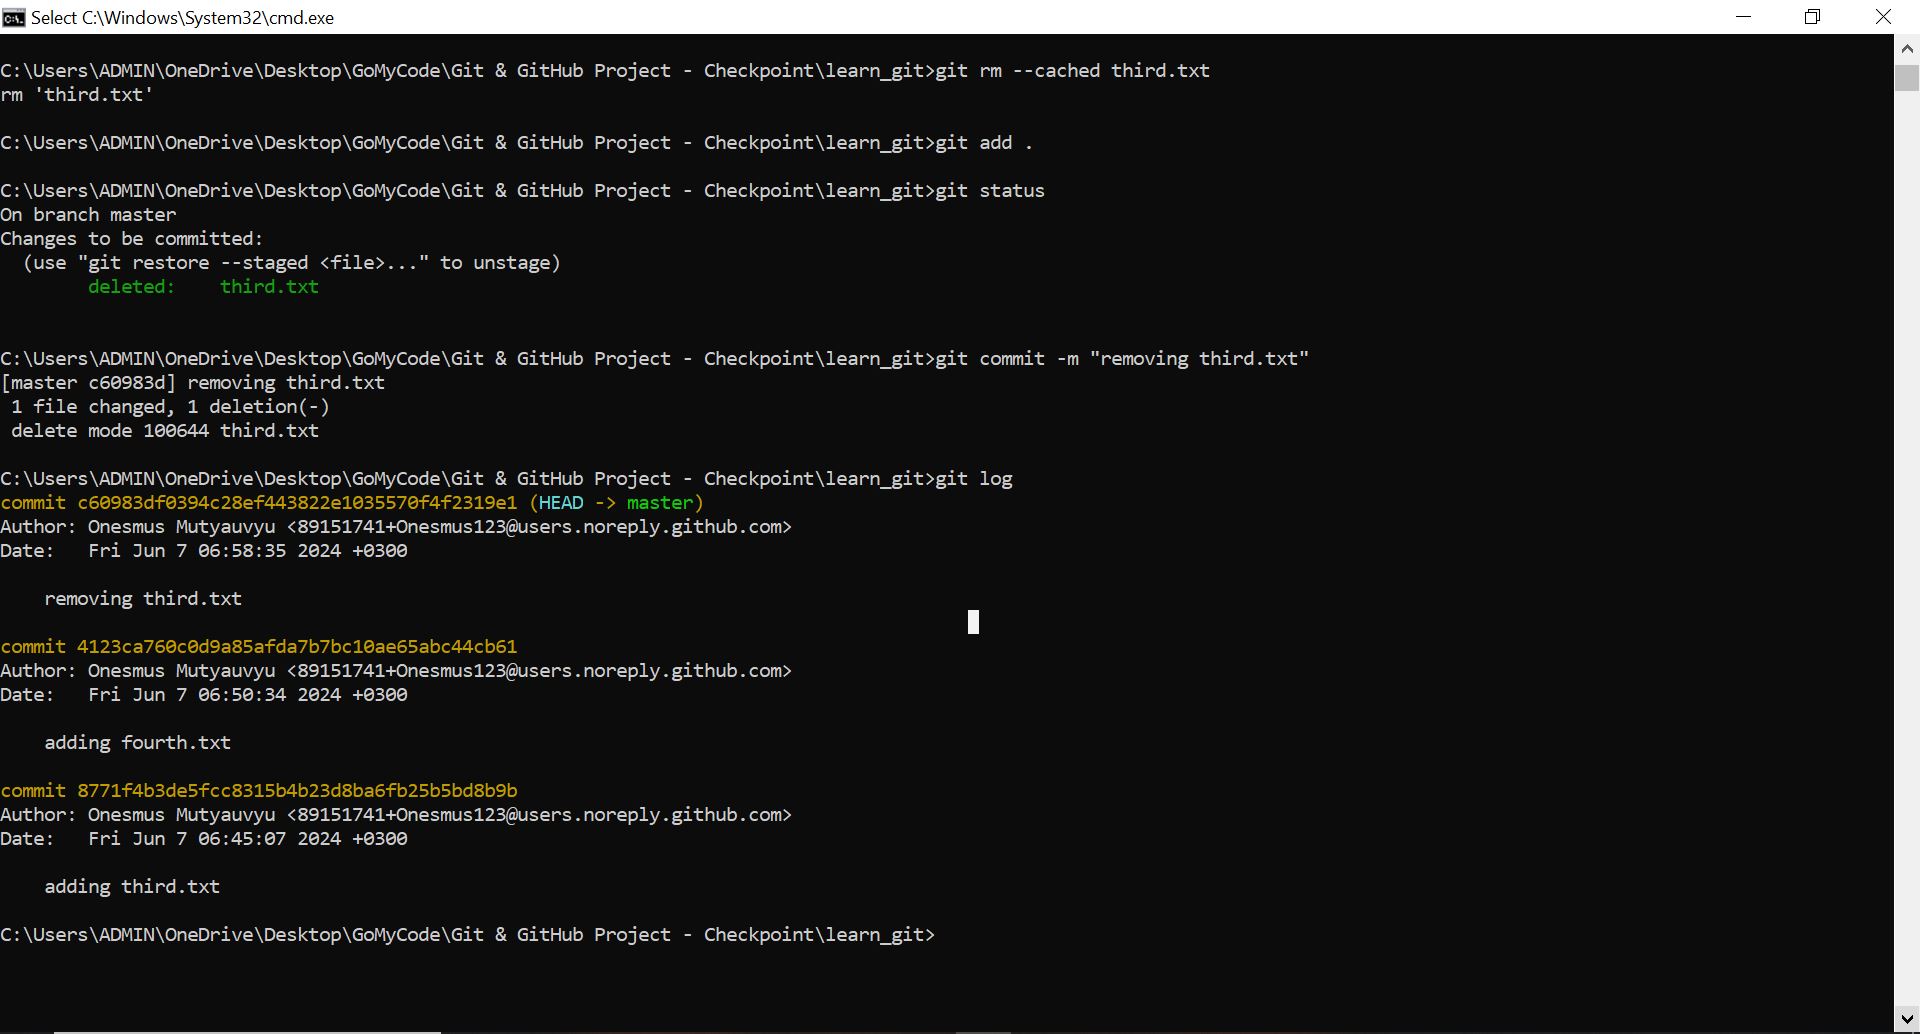 Select C:\Windows\System32\cmd.exe
C:\Users\ADMIN\OneDrive\Desktop\GoMyCode\Git & GitHub Project - Checkpoint\learn_git>git rm --cached third.txt
rm 'third.txt'
C:\Users\ADMIN\OneDrive\Desktop\GoMyCode\Git & GitHub Project - Checkpoint\learn_git>git add .
C:\Users\ADMIN\OneDrive\Desktop\GoMyCode\Git & GitHub Project - Checkpoint\learn_git>git status
On branch master
Changes to be committed:
  (use "git restore --staged <file>..." to unstage)
        deleted:    third.txt
C:\Users\ADMIN\OneDrive\Desktop\GoMyCode\Git & GitHub Project - Checkpoint\learn_git>git commit -m "removing third.txt"
[master c60983d] removing third.txt
 1 file changed, 1 deletion(-)
 delete mode 100644 third.txt
C:\Users\ADMIN\OneDrive\Desktop\GoMyCode\Git & GitHub Project - Checkpoint\learn_git>git log
commit c60983df0394c28ef443822e1035570f4f2319e1 (HEAD -> master)
Author: Onesmus Mutyauvyu <89151741+Onesmus123@users.noreply.github.com>
Date:   Fri Jun 7 06:58:35 2024 +0300
    removing third.txt
commit 4123ca760c0d9a85afda7b7bc10ae65abc44cb61
Author: Onesmus Mutyauvyu <89151741+Onesmus123@users.noreply.github.com>
Date:   Fri Jun 7 06:50:34 2024 +0300
    adding fourth.txt
commit 8771f4b3de5fcc8315b4b23d8ba6fb25b5bd8b9b
Author: Onesmus Mutyauvyu <89151741+Onesmus123@users.noreply.github.com>
Date:   Fri Jun 7 06:45:07 2024 +0300
    adding third.txt
C:\Users\ADMIN\OneDrive\Desktop\GoMyCode\Git & GitHub Project - Checkpoint\learn_git>